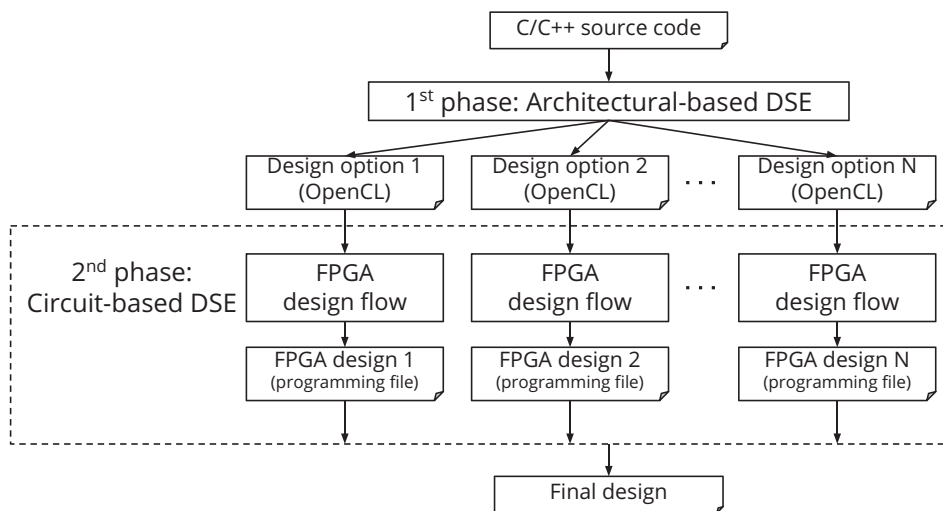 C/C++ source code
1st phase: Architectural-based DSE
Design option 1
(OpenCL)
Design option 2
(OpenCL)
. . .
Design option N
(OpenCL)
2nd phase:
Circuit-based DSE
FPGA
design flow
FPGA
design flow
. . .
FPGA
design flow
FPGA design 1
(programming file)
FPGA design 2
(programming file)
FPGA design N
(programming file)
Final design